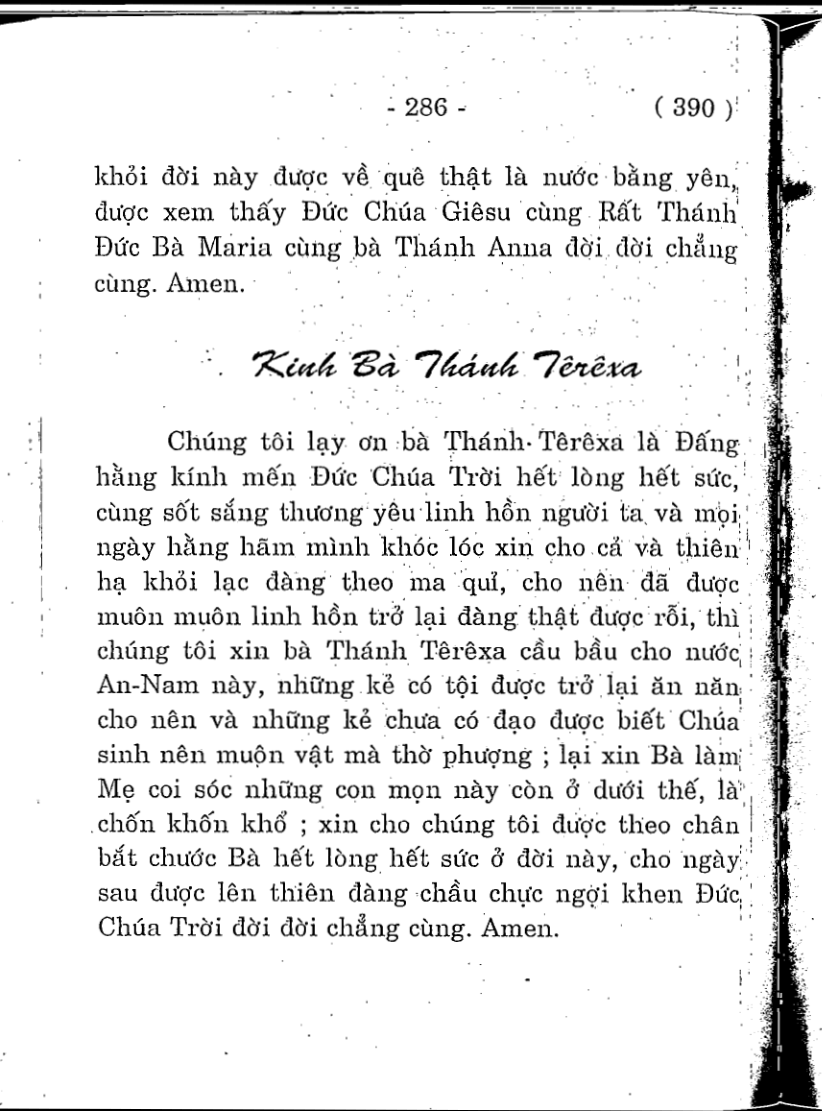 - 286 - ( 390 )
khỏi đời này được về quê thật là nước bằng yên,
được xem thấy Đức Chúa Giêsu cùng Rất Thánh
Đức Bà Maria cùng bà Thánh Anna đời đời chẳng
cùng. Amen.
Kinh Bà Thánh Têrêxa
Chúng tôi lạy ơn bà Thánh Têrêxa là Đấng
hằng kính mến Đức Chúa Trời hết lòng hết sức,
cùng sốt sắng thương yêu linh hồn người ta và mọi
ngày hằng hãm mình khóc lóc xin cho cả và thiên
hạ khỏi lạc đàng theo ma quỉ, cho nên đã được
muôn muôn linh hồn trở lại đàng thật được rỗi, thì
chúng tôi xin bà Thánh Têrêxa cầu bầu cho nước
An-Nam này, những kẻ có tội được trở lại ăn năn
cho nên và những kẻ chưa có đạo được biết Chúa
sinh nên muộn vật mà thờ phượng ; lại xin Bà làm
Mẹ coi sóc những con mọn này còn ở dưới thế, là
chốn khốn khổ ; xin cho chúng tôi được theo chân
bắt chước Bà hết lòng hết sức ở đời này, cho ngày
sau được lên thiên đàng chầu chực ngợi khen Đức
Chúa Trời đời đời chẳng cùng. Amen.